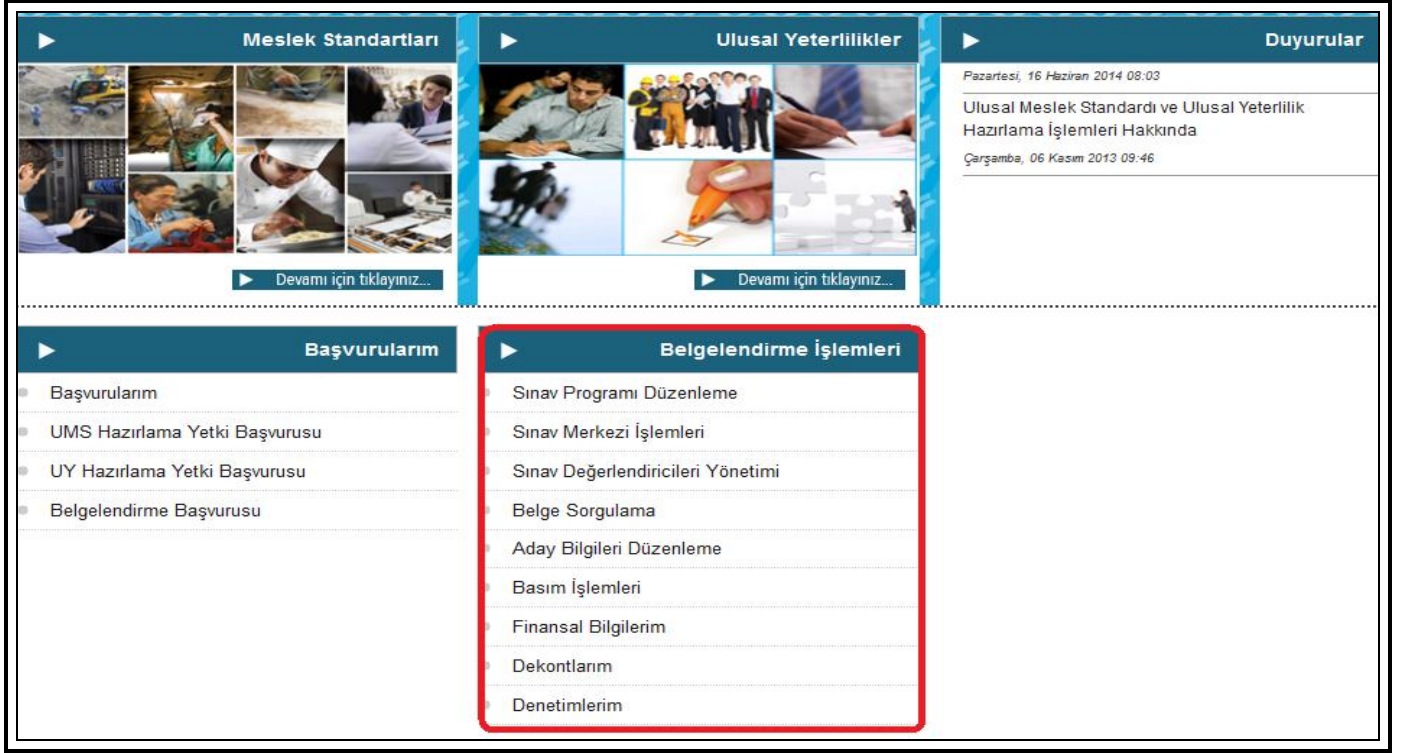 Meslek Standartları
Devamı için tıklayınız...
Ulusal Yeterlilikler
Devamı için tıklayınız...
Duyurular
Pazartesi, 16 Haziran 2014 08:03
Ulusal Meslek Standardı ve Ulusal Yeterlilik
Hazırlama İşlemleri Hakkında
Çarşamba, 06 Kasım 2013 09:46
Başvurularım
Başvurularım
UMS Hazırlama Yetki Başvurusu
UY Hazırlama Yetki Başvurusu
Belgelendirme Başvurusu
Belgelendirme İşlemleri
Sınav Programı Düzenleme
Sınav Merkezi İşlemleri
Sınav Değerlendiricileri Yönetimi
Belge Sorgulama
Aday Bilgileri Düzenleme
Basım İşlemleri
Finansal Bilgilerim
Dekontlarım
Denetimlerim